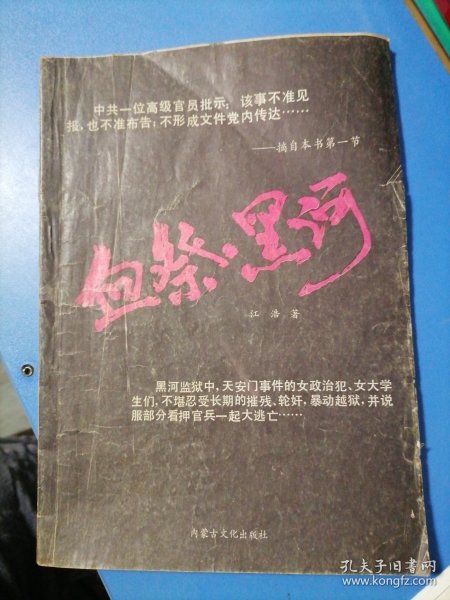 中共一位高级官员批示；该事不准见
报，也不准布告；不形成文件党内传达……
——摘自本书第一节
血祭·黑河
江浩 著
黑河监狱中，天安门事件的女政治犯、女大学
生们，不堪忍受长期的摧残、轮奸，暴动越狱，并说
服部分看押官兵一起大逃亡……
内蒙古文化出版社
孔夫子旧书网
www.kongfz.com